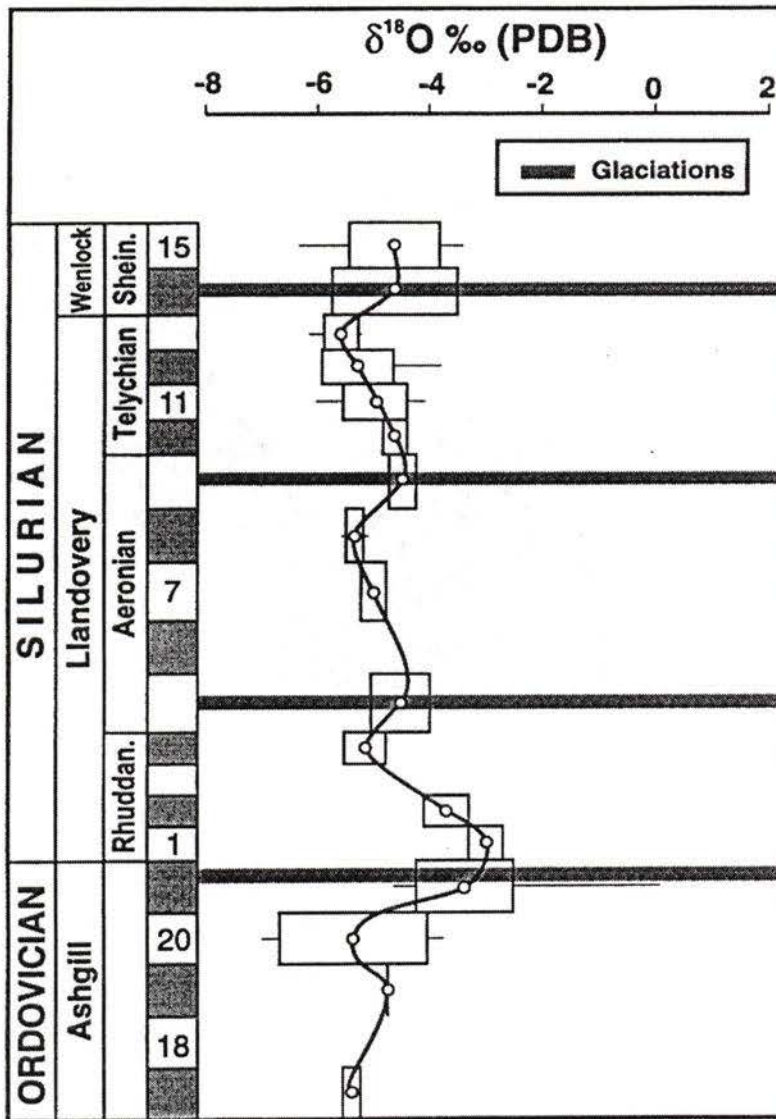 δ¹⁸O ‰ (PDB)
-8 -6 -4 -2 0 2
Glaciations
SILURIAN
ORDOVICIAN
Wenlock
Llandovery
Ashgill
Shein.
Telychian
Aeronian
Rhuddan.
15
11
7
1
20
18